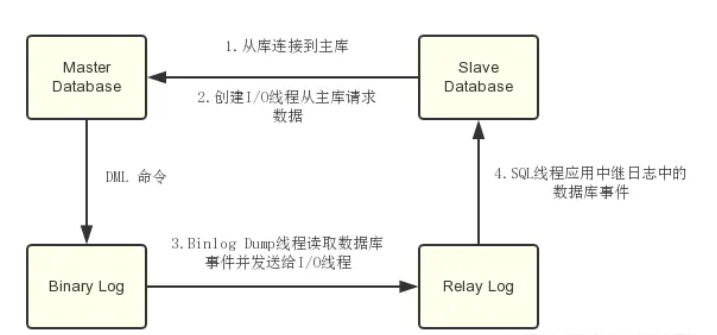 1.从库连接到主库
Master
Database
Slave
Database
2.创建I/O线程从主库请求
数据
DML 命令
4.SQL线程应用中继日志中的
数据库事件
3.Binlog Dump线程读取数据库
事件并发送给I/O线程
Binary Log
Relay Log